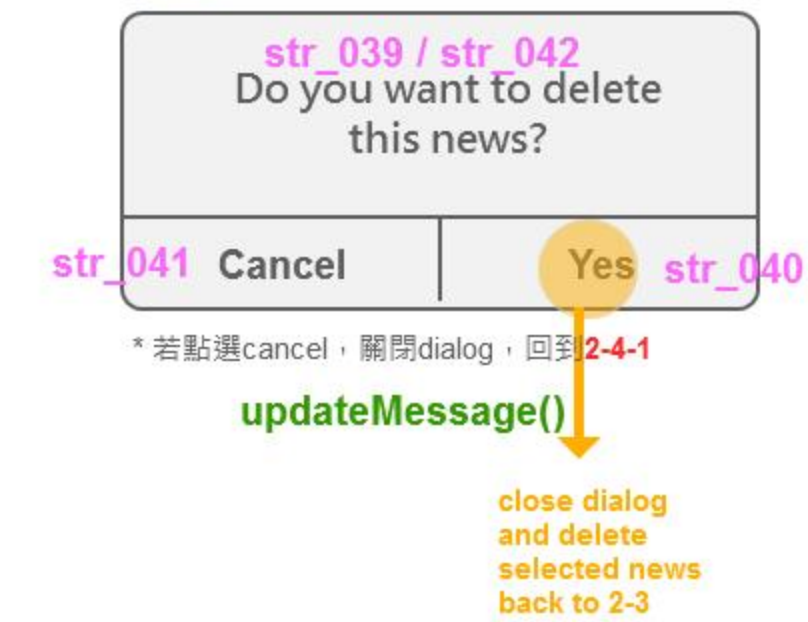 str_039 / str_042
Do you want to delete
this news?
str_041 Cancel Yes str_040
* 若點選cancel，關閉dialog，回到2-4-1
updateMessage()
close dialog
and delete
selected news
back to 2-3